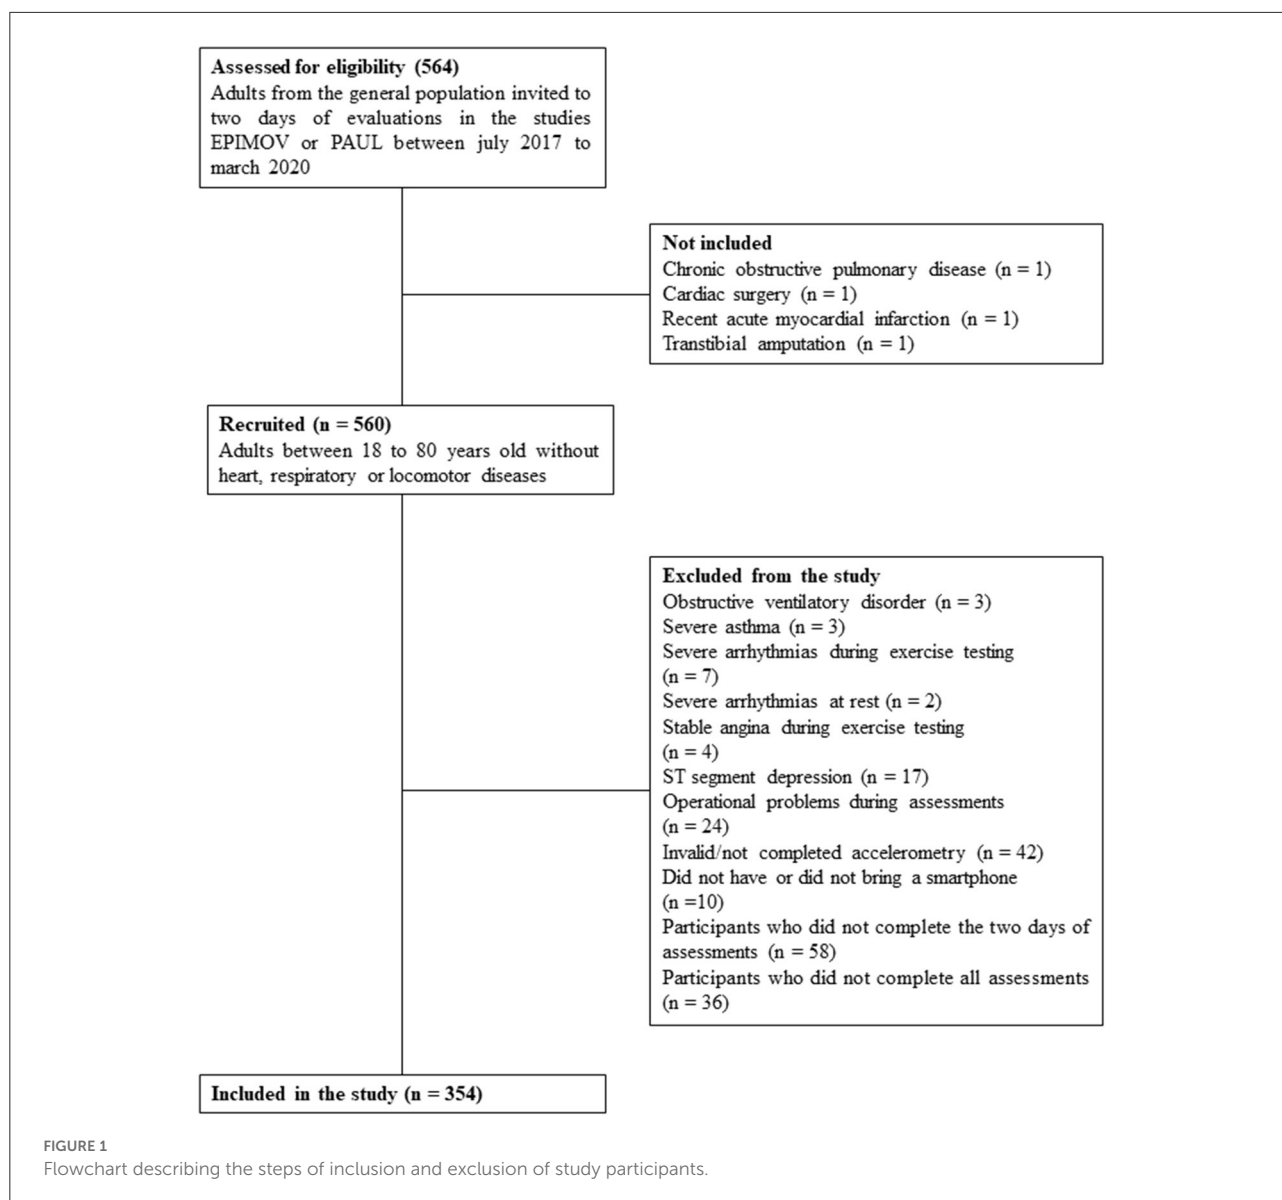 Assessed for eligibility (564)
Adults from the general population invited to
two days of evaluations in the studies
EPIMOV or PAUL between july 2017 to
march 2020
Not included
Chronic obstructive pulmonary disease (n = 1)
Cardiac surgery (n = 1)
Recent acute myocardial infarction (n = 1)
Transtibial amputation (n = 1)
Recruited (n = 560)
Adults between 18 to 80 years old without
heart, respiratory or locomotor diseases
Excluded from the study
Obstructive ventilatory disorder (n = 3)
Severe asthma (n = 3)
Severe arrhythmias during exercise testing
(n = 7)
Severe arrhythmias at rest (n = 2)
Stable angina during exercise testing
(n = 4)
ST segment depression (n = 17)
Operational problems during assessments
(n = 24)
Invalid/not completed accelerometry (n = 42)
Did not have or did not bring a smartphone
(n =10)
Participants who did not complete the two days of
assessments (n = 58)
Participants who did not complete all assessments
(n = 36)
Included in the study (n = 354)
FIGURE 1
Flowchart describing the steps of inclusion and exclusion of study participants.